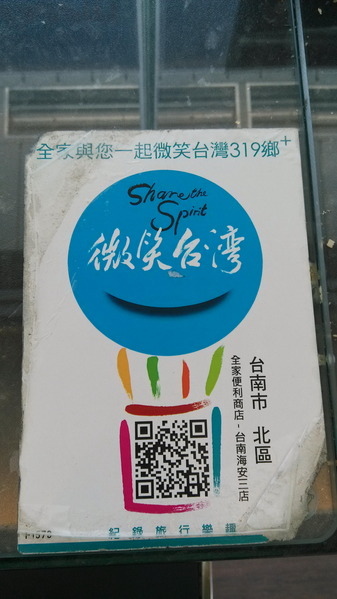 全家與您一起微笑台灣319鄉+
Share the
Spirit
微笑台灣
台南市 北區
全家便利商店，台南海安三店
紀錄旅行樂趣